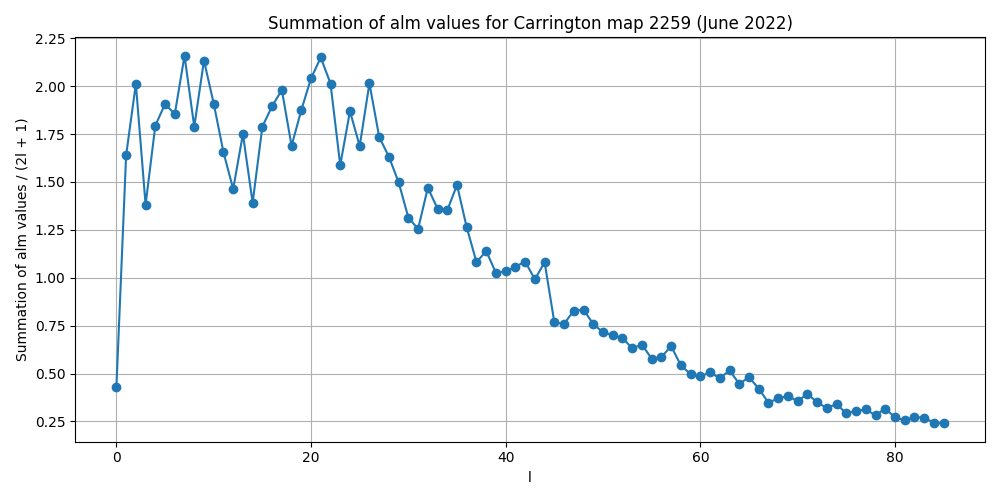 Summation of alm values for Carrington map 2259 (June 2022)
Summation of alm values / (2l + 1)
2.25
2.00
1.75
1.50
1.25
1.00
0.75
0.50
0.25
0 20 40 60 80
l